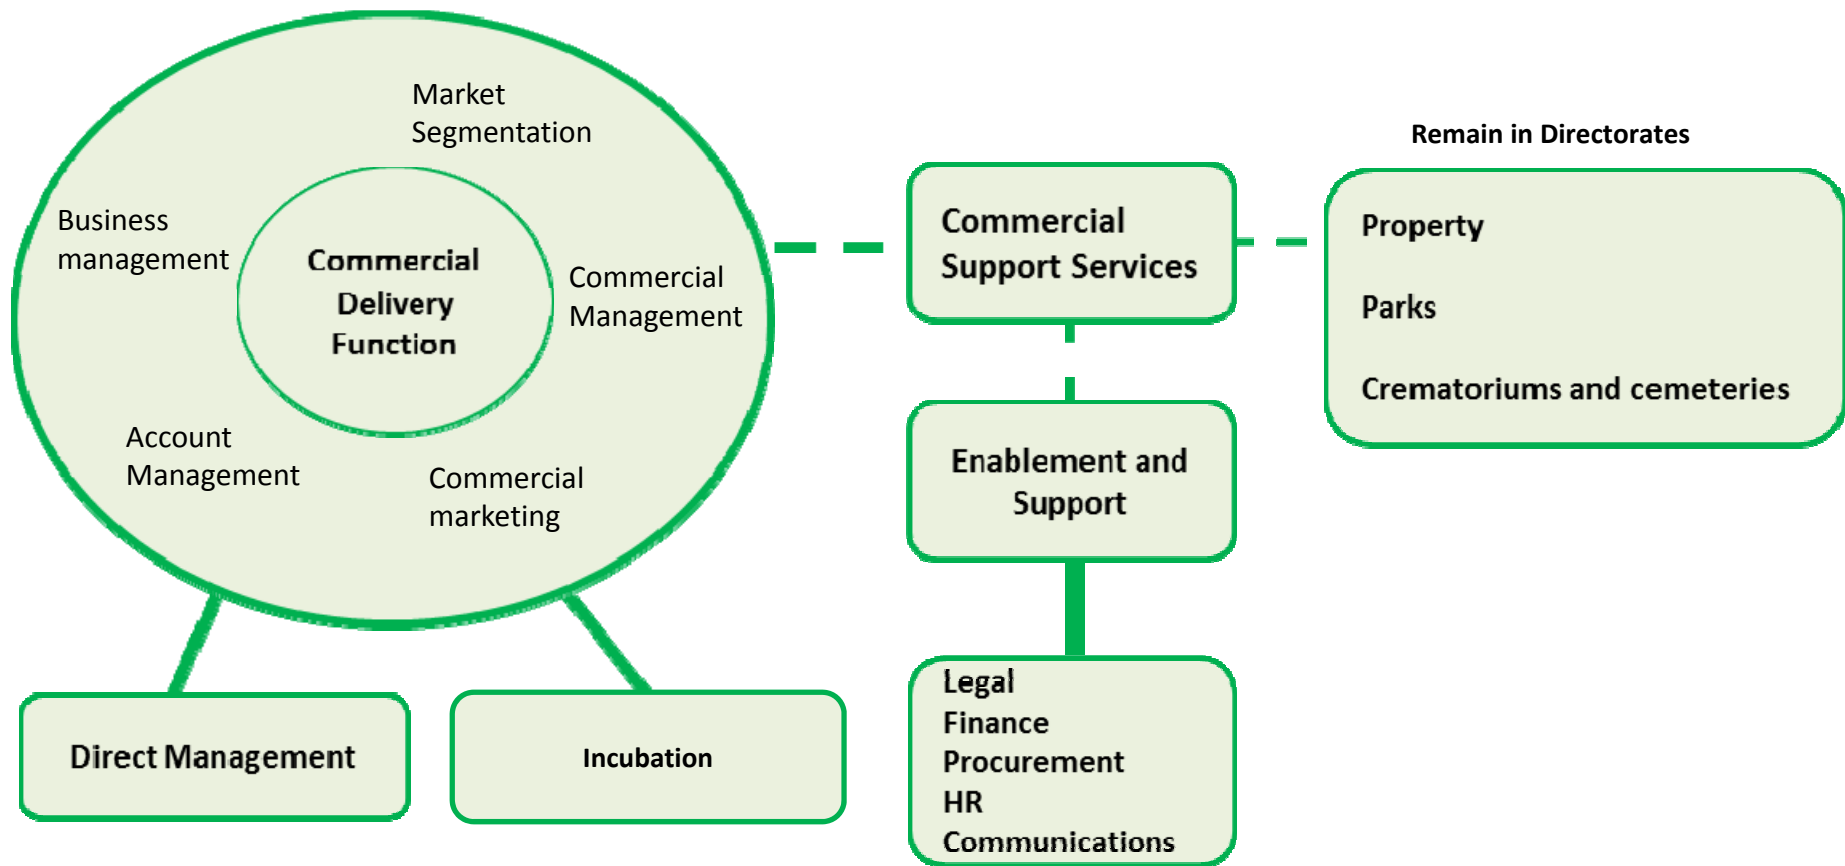 Market
Segmentation
Business
management
Commercial
Delivery
Function
Commercial
Management
Account
Management
Commercial
marketing
Direct Management
Incubation
Commercial
Support Services
Enablement and
Support
Legal
Finance
Procurement
HR
Communications
Remain in Directorates
Property
Parks
Crematoriums and cemeteries